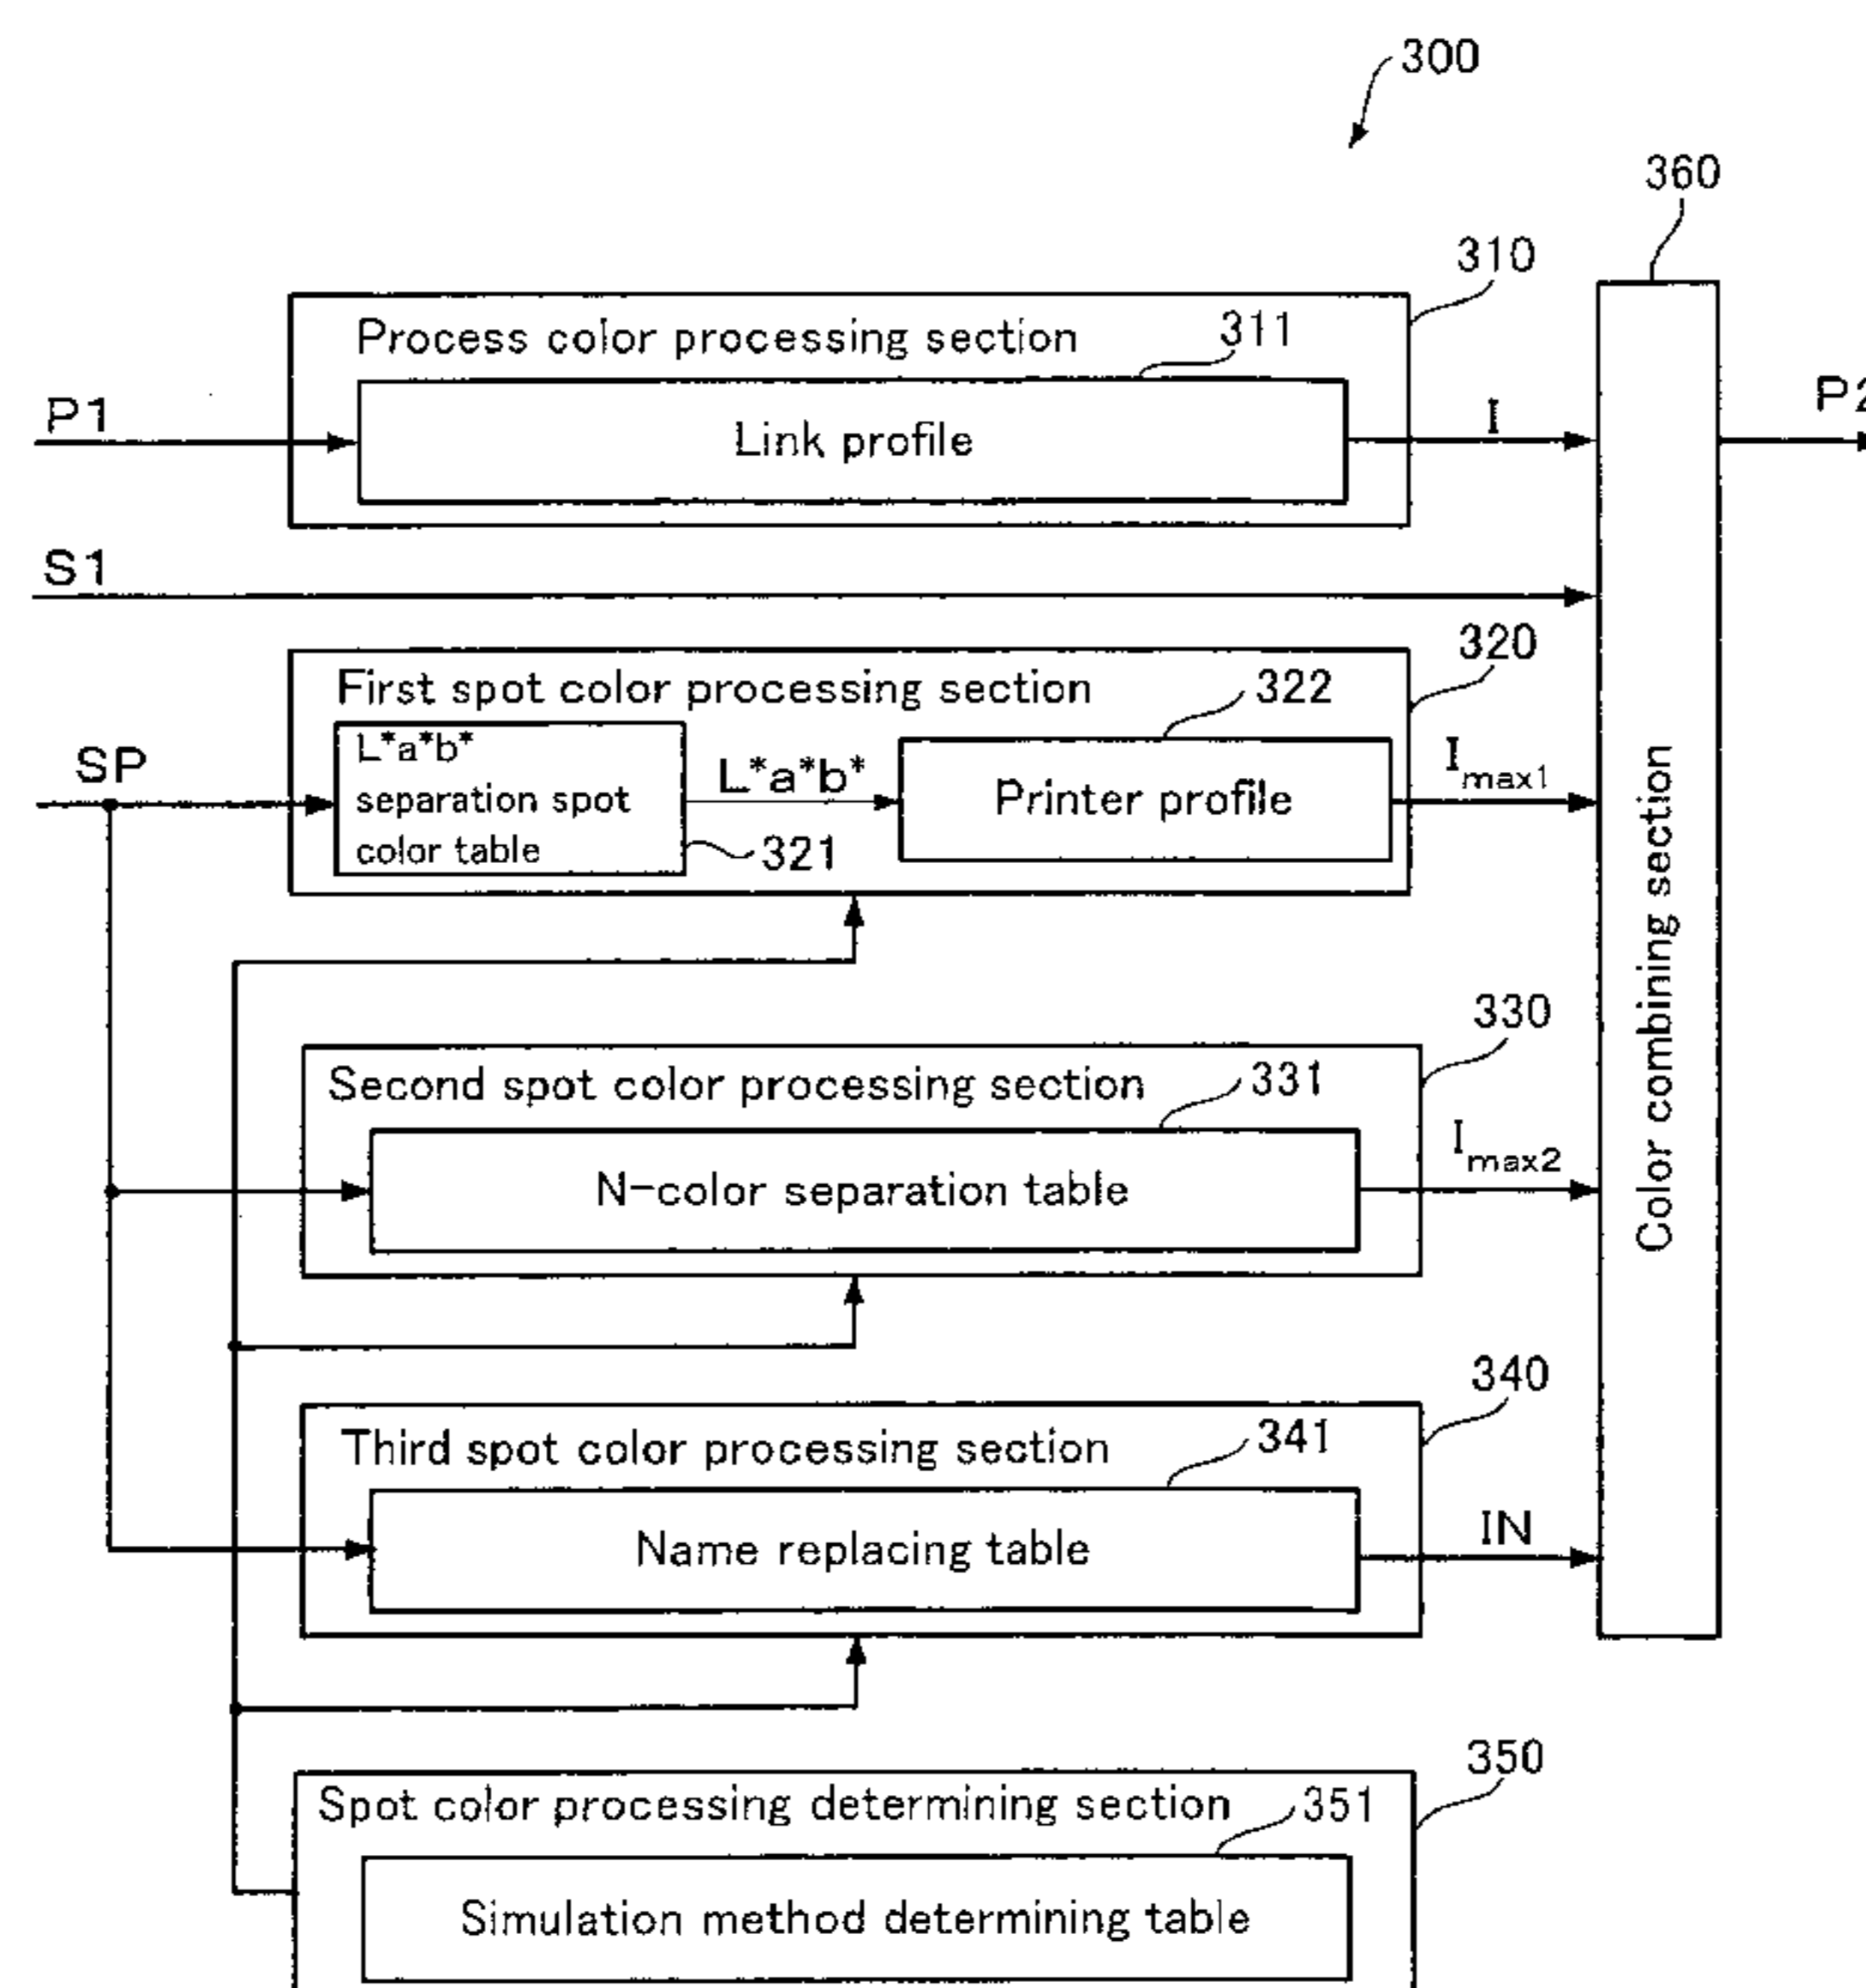 300
360
310
Process color processing section
311
P1
Link profile
I
P2
S1
320
First spot color processing section
322
SP
L*a*b*
separation spot
color table
L*a*b*
Printer profile
Imax1
321
Color combining section
330
Second spot color processing section
331
N-color separation table
Imax2
340
Third spot color processing section
341
Name replacing table
IN
350
Spot color processing determining section
351
Simulation method determining table